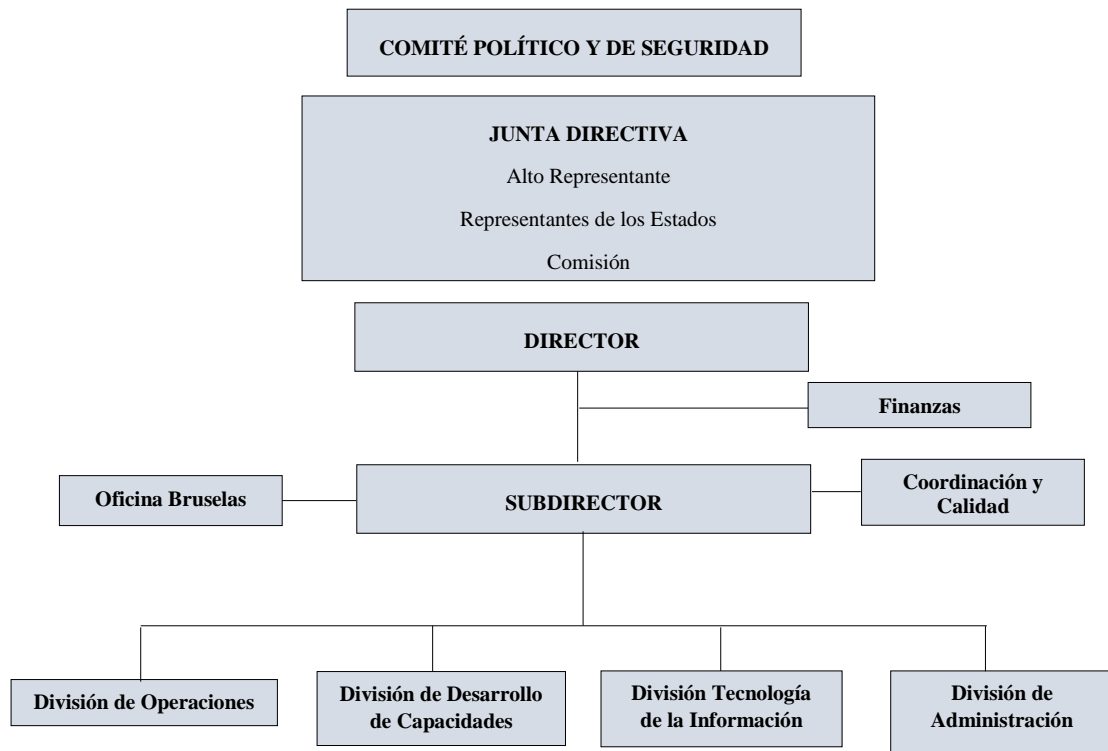 COMITÉ POLÍTICO Y DE SEGURIDAD
JUNTA DIRECTIVA
Alto Representante
Representantes de los Estados
Comisión
DIRECTOR
Finanzas
Oficina Bruselas
SUBDIRECTOR
Coordinación y
Calidad
División de Operaciones
División de Desarrollo
de Capacidades
División Tecnología
de la Información
División de
Administración